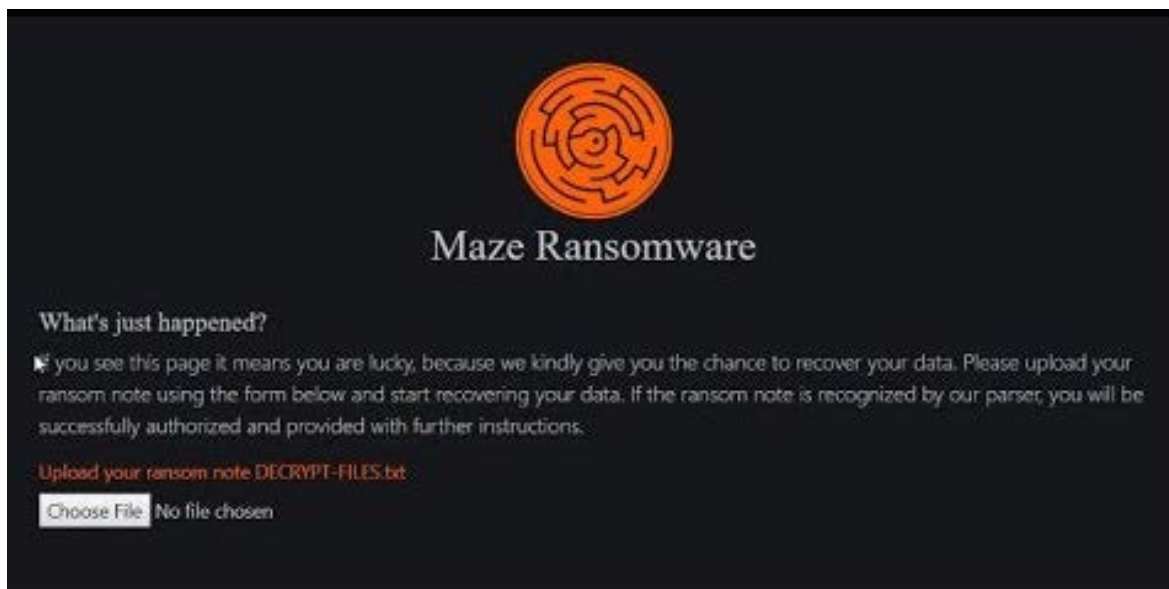 Maze Ransomware
What's just happened?
If you see this page it means you are lucky, because we kindly give you the chance to recover your data. Please upload your
ransom note using the form below and start recovering your data. If the ransom note is recognized by our parser, you will be
successfully authorized and provided with further instructions.
Upload your ransom note DECRYPT-FILES.txt
Choose File No file chosen